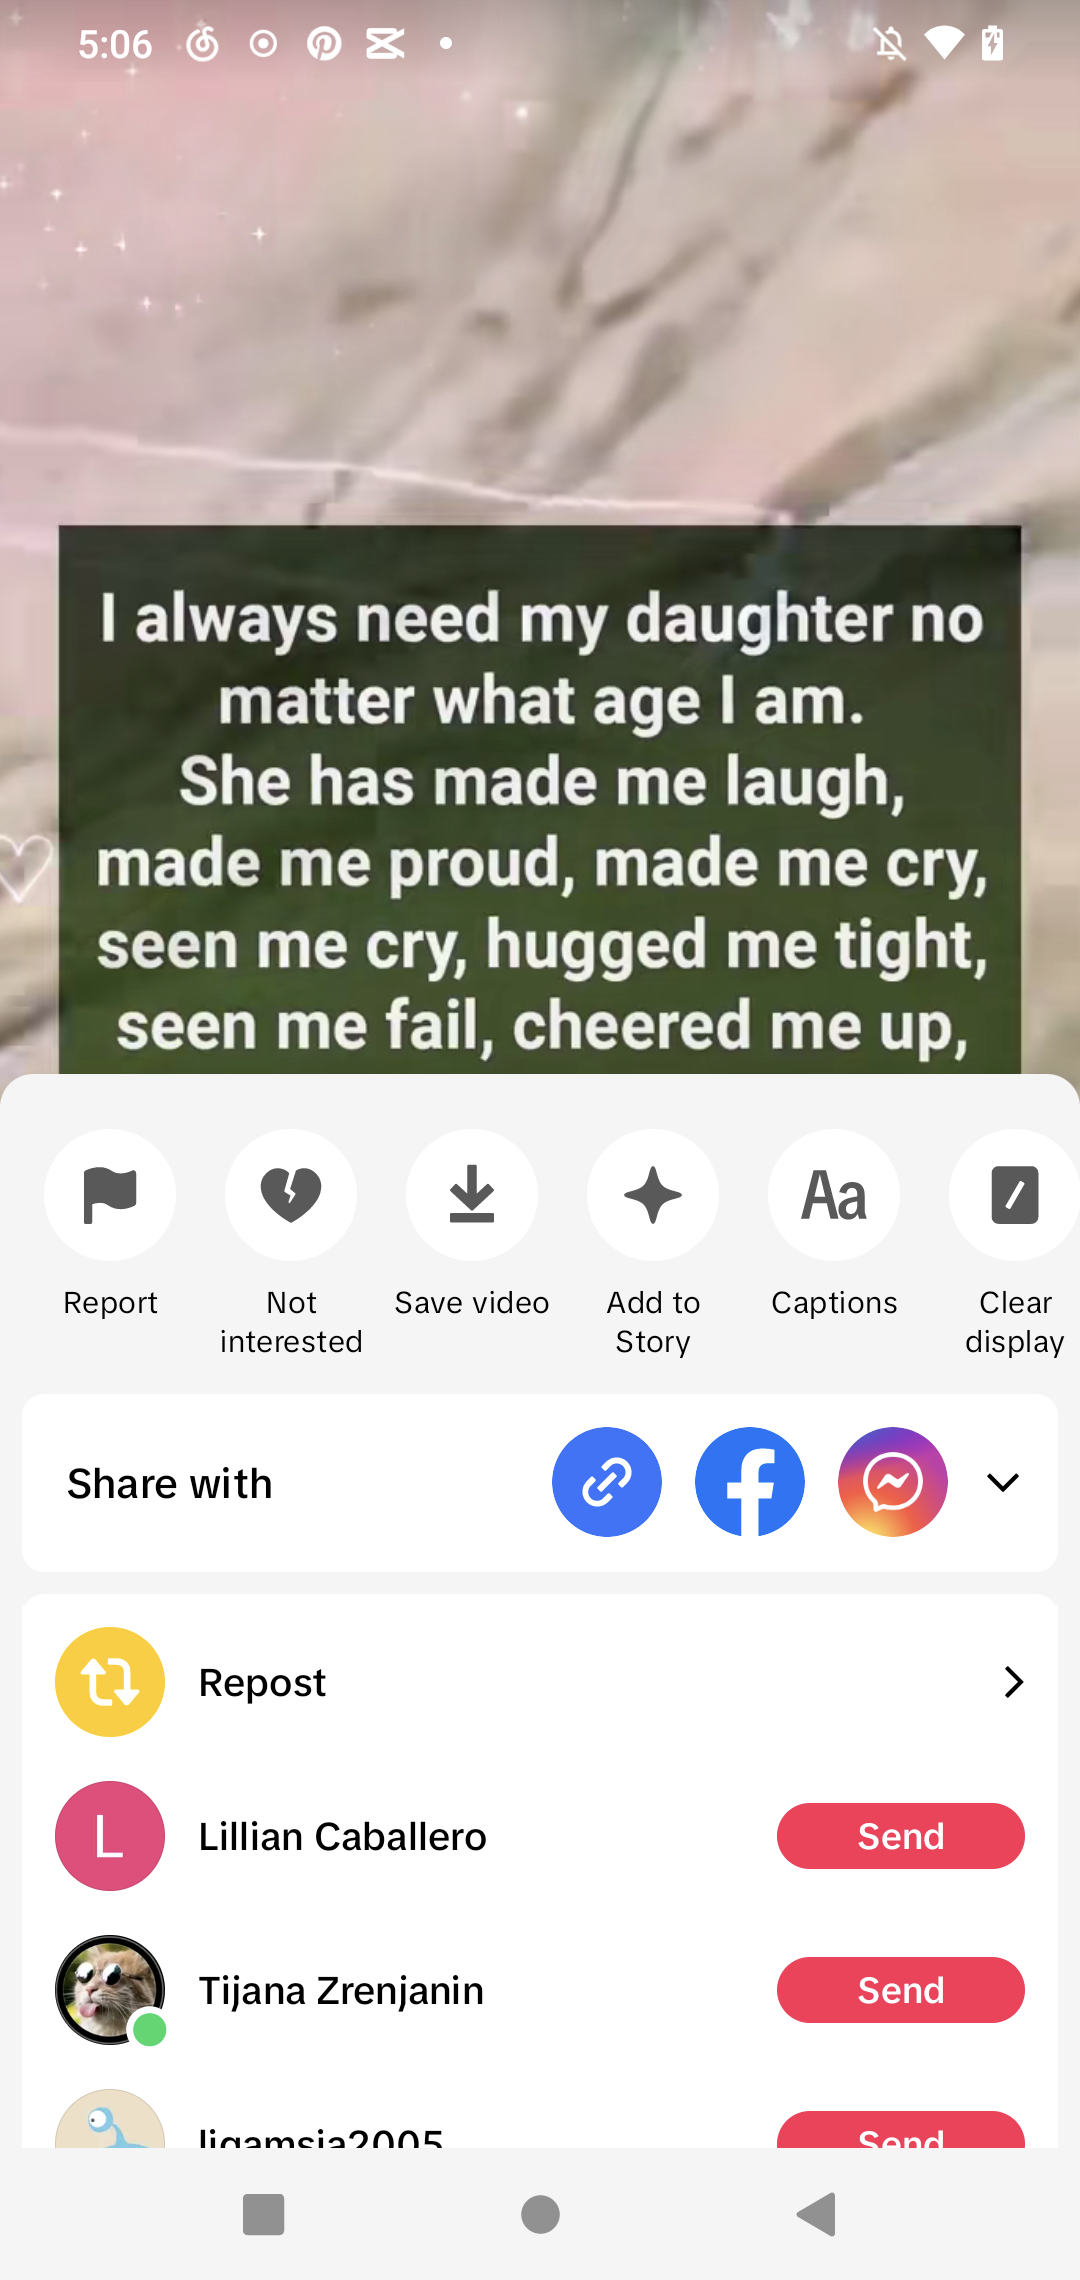 5:06
I always need my daughter no
matter what age I am.
She has made me laugh,
made me proud, made me cry,
seen me cry, hugged me tight,
seen me fail, cheered me up,
Report
Not
interested
Save video
Add to
Story
Aa
Captions
Clear
display
Share with
Repost
L
Lillian Caballero
Send
Tijana Zrenjanin
Send
Send